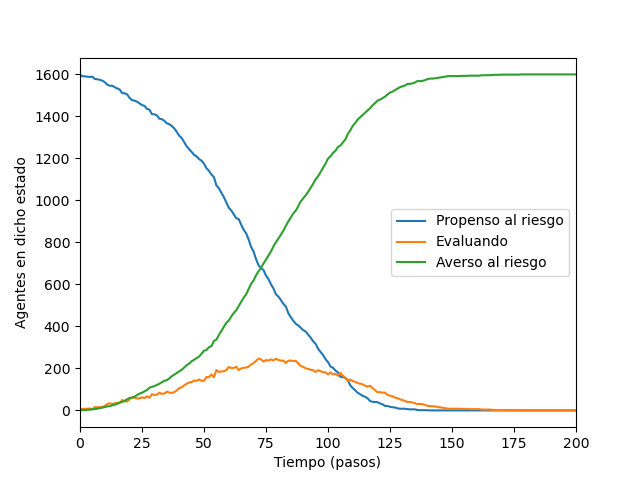 1600
1400
1200
1000
800
600
400
200
0
Agentes en dicho estado
Propenso al riesgo
Evaluando
Averso al riesgo
0 25 50 75 100 125 150 175 200
Tiempo (pasos)